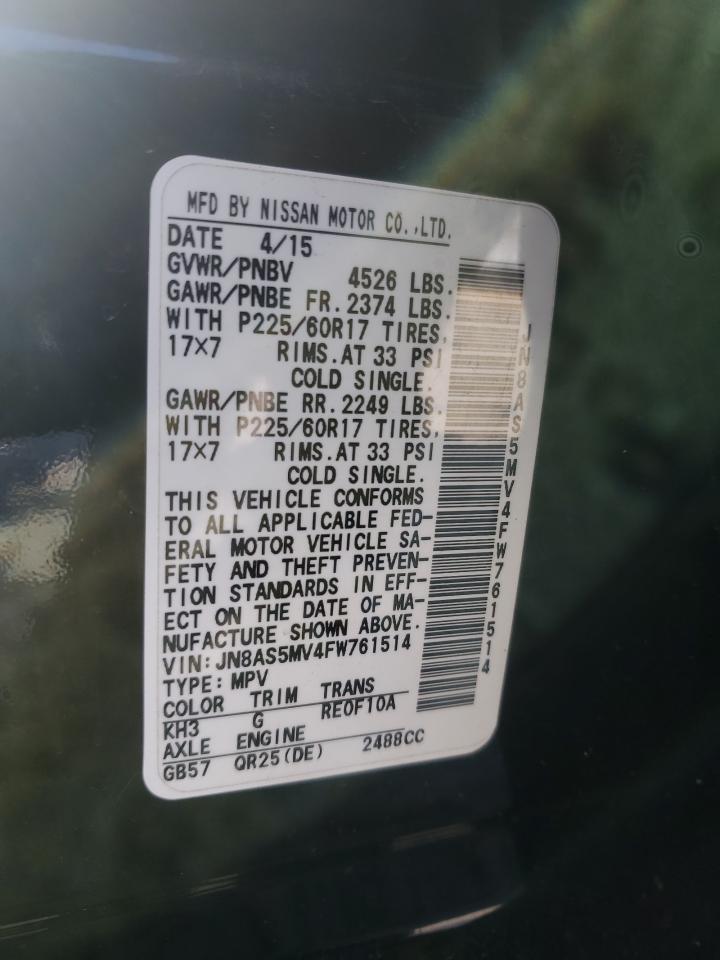 MFD BY NISSAN MOTOR CO.,LTD.
DATE 4/15
GVWR/PNBV 4526 LBS.
GAWR/PNBE FR. 2374 LBS.
WITH P225/60R17 TIRES,
17×7 RIMS. AT 33 PSI
COLD SINGLE.
GAWR/PNBE RR. 2249 LBS.
WITH P225/60R17 TIRES,
17×7 RIMS. AT 33 PSI
COLD SINGLE.
THIS VEHICLE CONFORMS
TO ALL APPLICABLE FED-
ERAL MOTOR VEHICLE SA-
FETY AND THEFT PREVEN-
TION STANDARDS IN EFF-
ECT ON THE DATE OF MA-
NUFACTURE SHOWN ABOVE.
VIN: JN8AS5MV4FW761514
TYPE: MPV
COLOR TRIM TRANS
KH3 G RE0F10A
AXLE ENGINE
GB57 QR25(DE) 2488CC
JN8AS5MV4FW761514